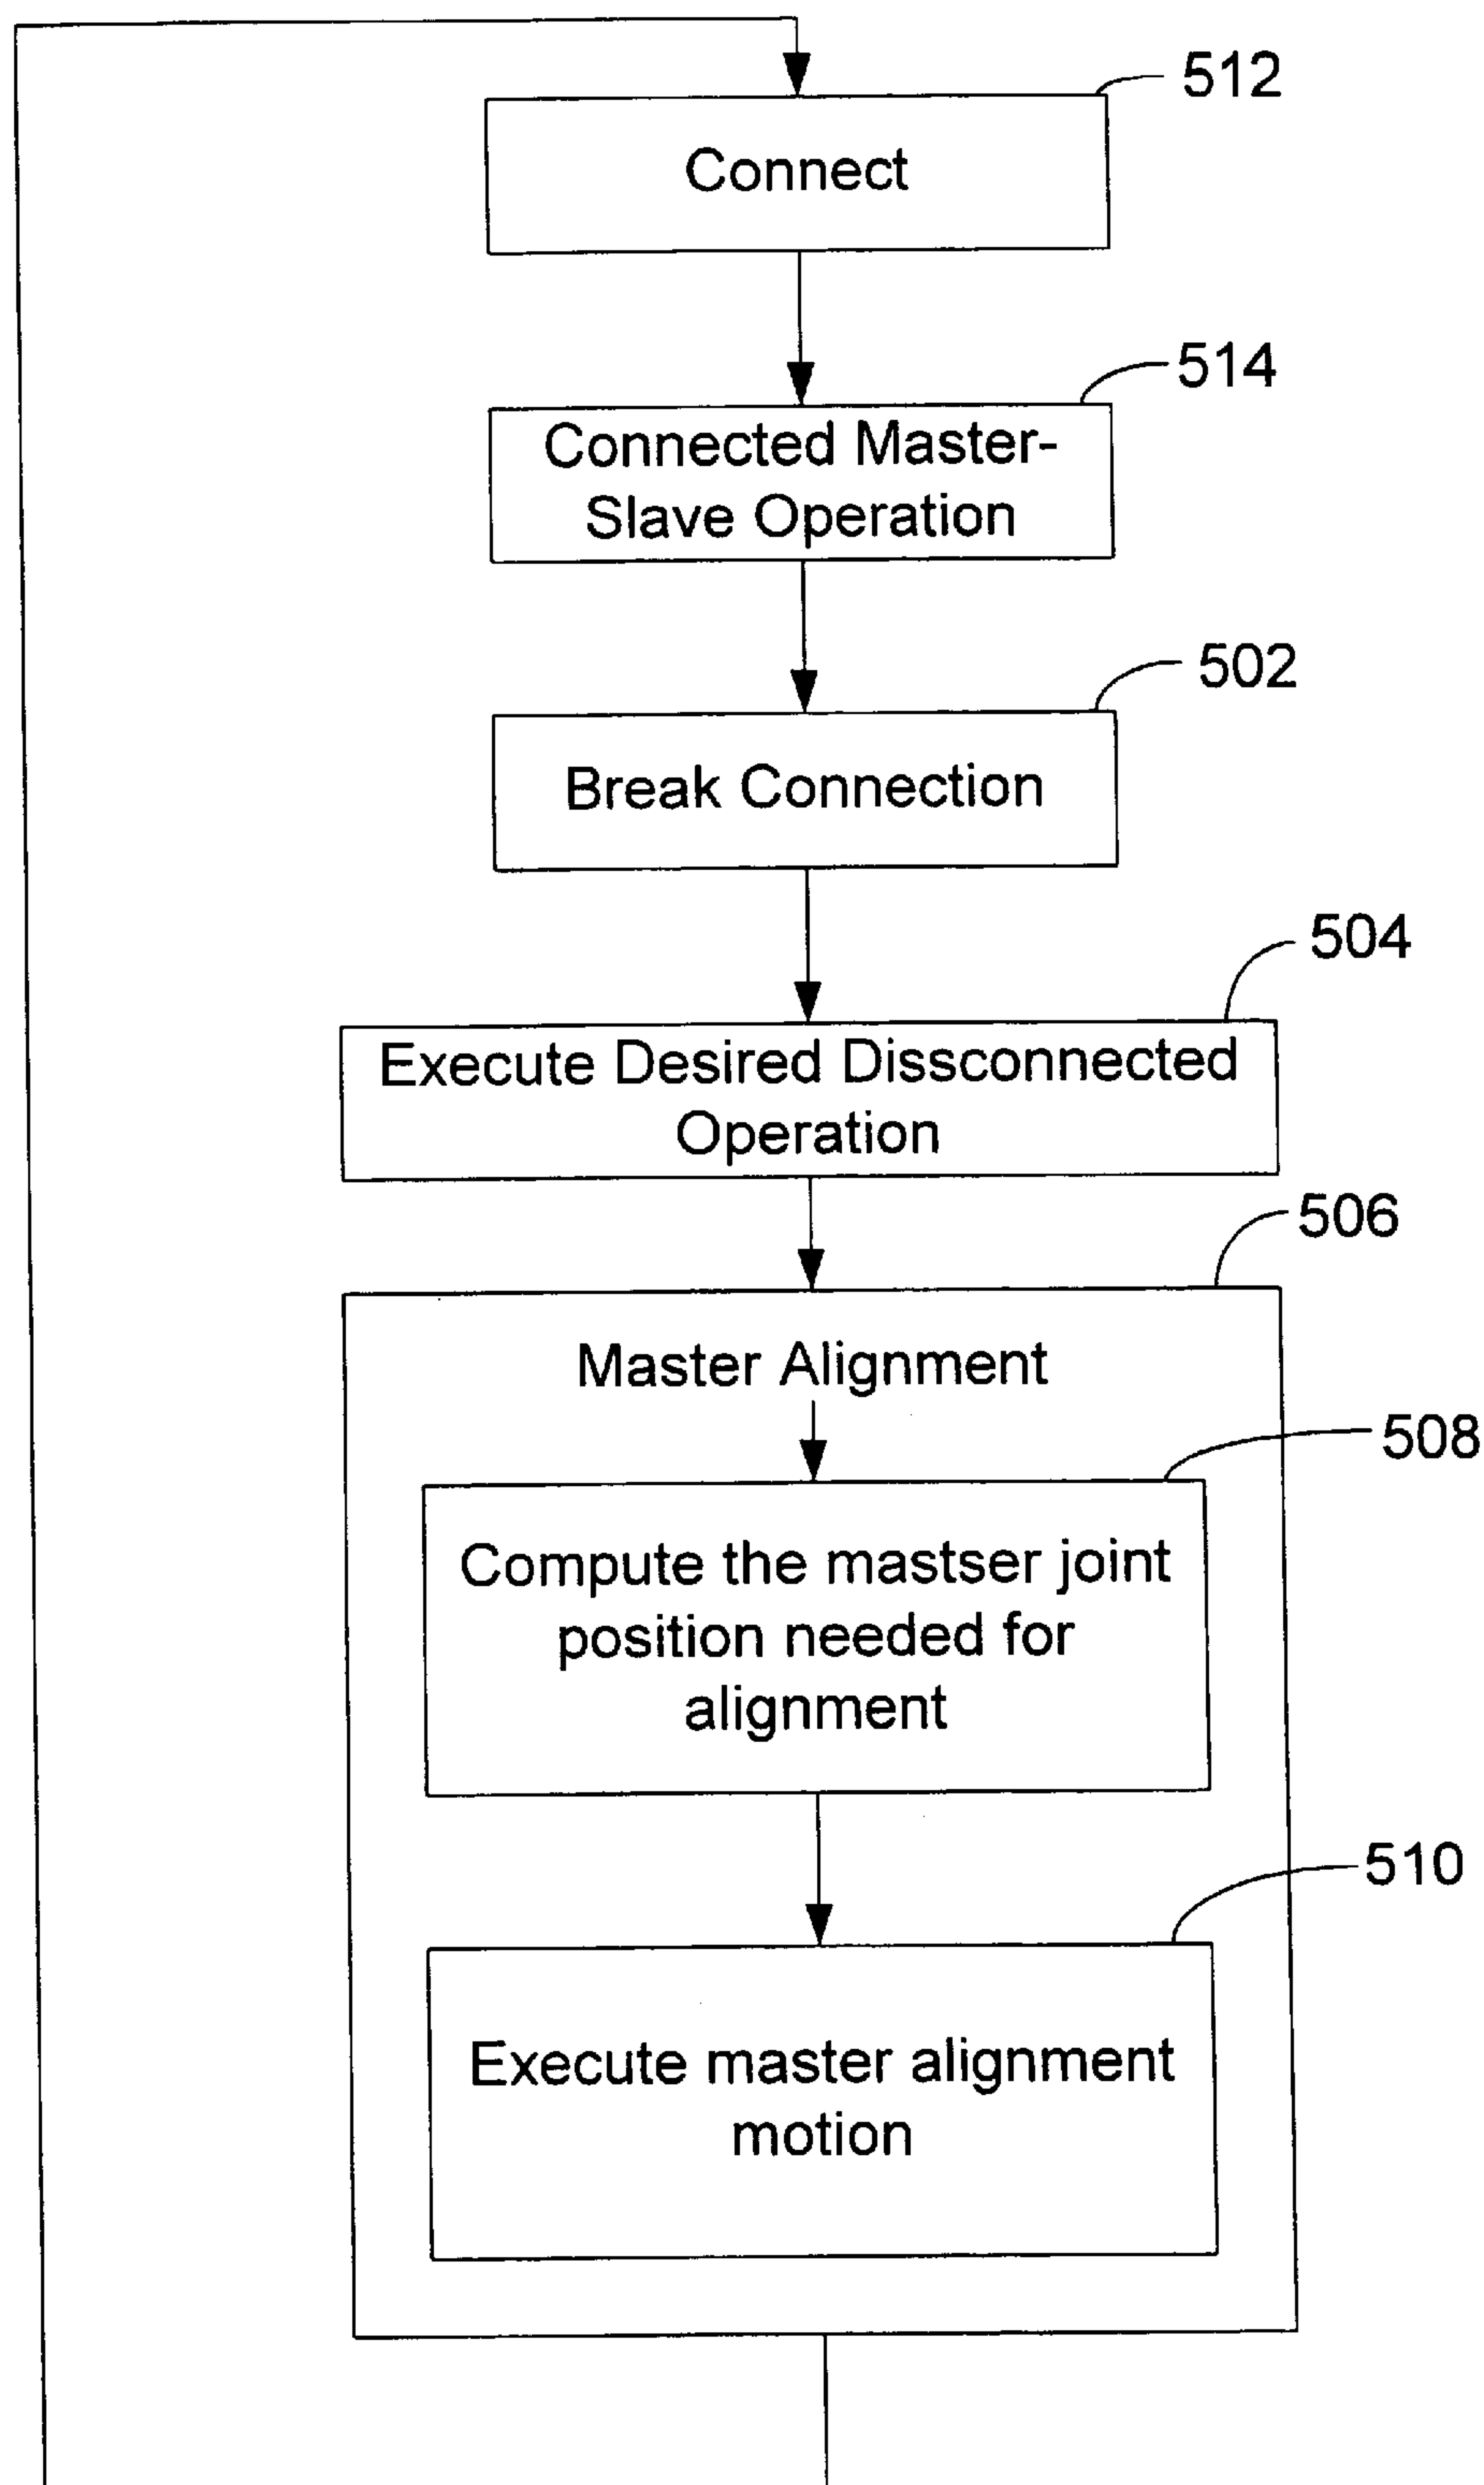 512
Connect
514
Connected Master-
Slave Operation
502
Break Connection
504
Execute Desired Dissconnected
Operation
506
Master Alignment
508
Compute the mastser joint
position needed for
alignment
510
Execute master alignment
motion